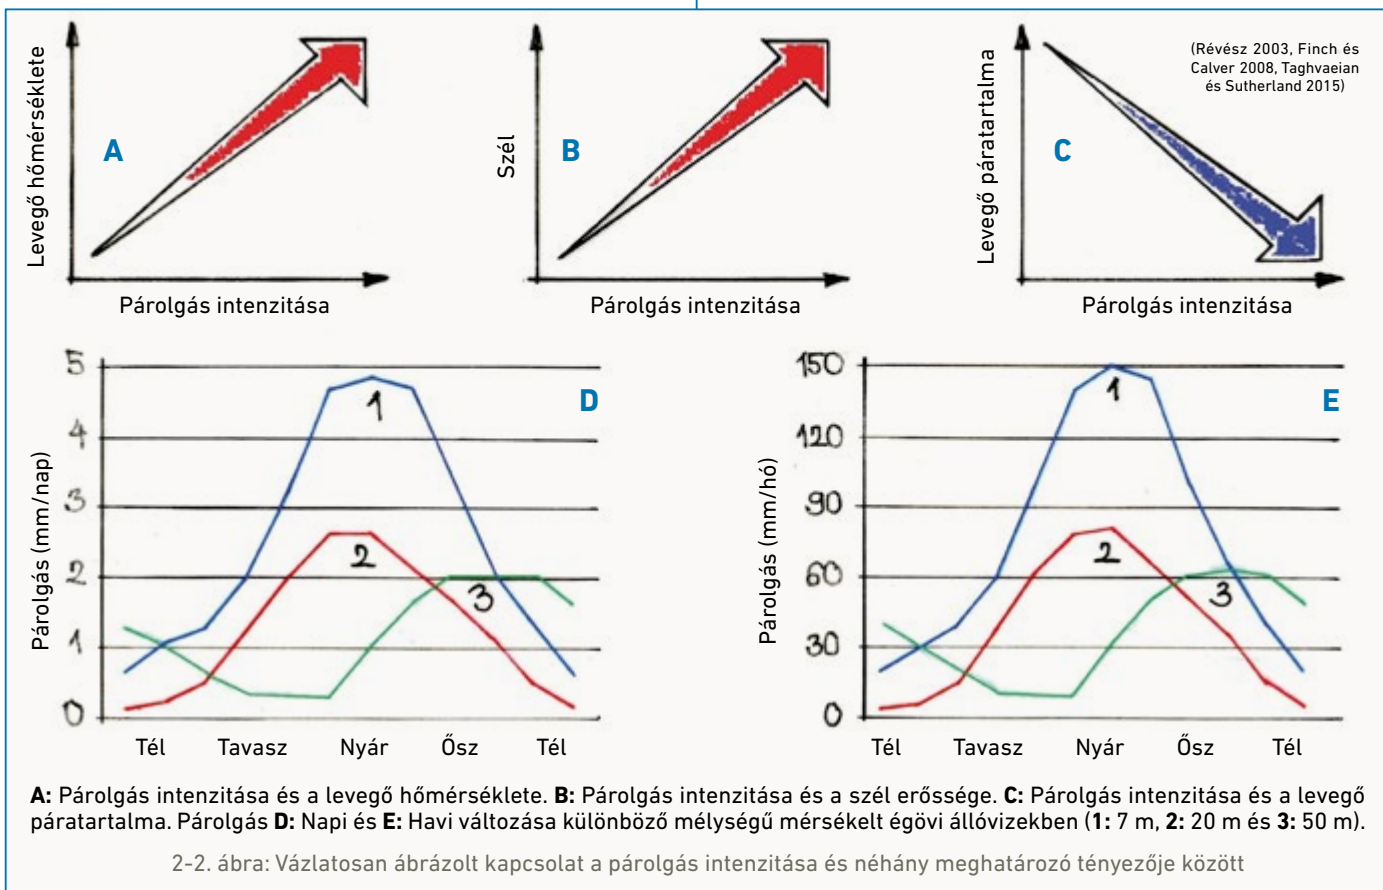 Levegő hőmérséklete
A
Párolgás intenzitása
Szél
B
Párolgás intenzitása
Levegő páratartalma
C
(Révész 2003, Finch és
Calver 2008, Taghvaeian
és Sutherland 2015)
Párolgás intenzitása
Párolgás (mm/nap)
5
4
3
2
1
0
1
2
3
D
Tél Tavasz Nyár Ősz Tél
Párolgás (mm/hó)
150
120
90
60
30
0
1
2
3
E
Tél Tavasz Nyár Ősz Tél
A: Párolgás intenzitása és a levegő hőmérséklete. B: Párolgás intenzitása és a szél erőssége. C: Párolgás intenzitása és a levegő
páratartalma. Párolgás D: Napi és E: Havi változása különböző mélységű mérsékelt égövi állóvizekben (1: 7 m, 2: 20 m és 3: 50 m).
2-2. ábra: Vázlatosan ábrázolt kapcsolat a párolgás intenzitása és néhány meghatározó tényezője között